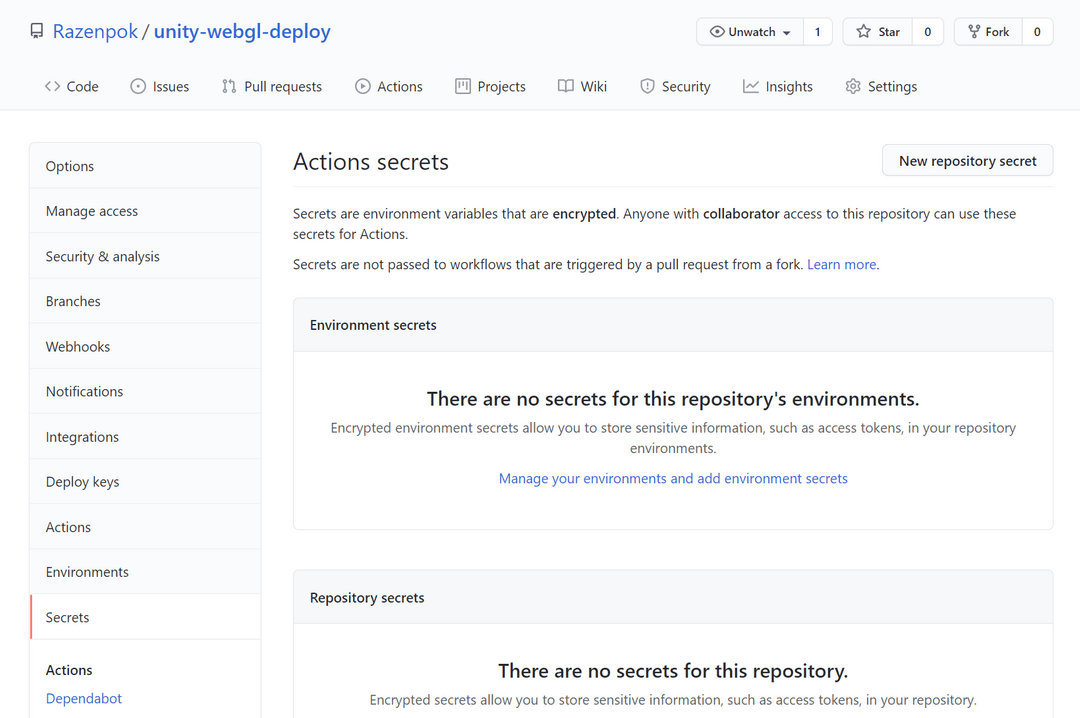 Razenpok / unity-webgl-deploy
Unwatch 1 Star 0 Fork 0
Code Issues Pull requests Actions Projects Wiki Security Insights Settings
Options
Manage access
Security & analysis
Branches
Webhooks
Notifications
Integrations
Deploy keys
Actions
Environments
Secrets
Actions
Dependabot
Actions secrets
New repository secret
Secrets are environment variables that are encrypted. Anyone with collaborator access to this repository can use these
secrets for Actions.
Secrets are not passed to workflows that are triggered by a pull request from a fork. Learn more.
Environment secrets
There are no secrets for this repository's environments.
Encrypted environment secrets allow you to store sensitive information, such as access tokens, in your repository
environments.
Manage your environments and add environment secrets
Repository secrets
There are no secrets for this repository.
Encrypted secrets allow you to store sensitive information, such as access tokens, in your repository.